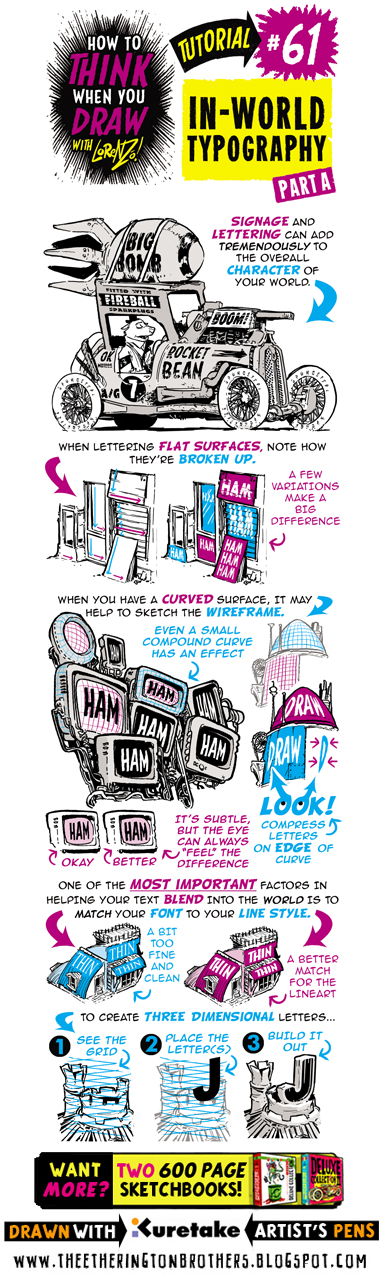 HOW TO
THINK
WHEN YOU
DRAW
WITH LORENZO!
TUTORIAL
#61
IN-WORLD
TYPOGRAPHY
PART A
SIGNAGE AND
LETTERING CAN ADD
TREMENDOUSLY TO
THE OVERALL
CHARACTER OF
YOUR WORLD.
BIG
BOMB
FITTED WITH
FIREBALL
SPARKPLUGS
BOOM!
OK
ROCKET
BEAN
A/G
7
WHEN LETTERING FLAT SURFACES, NOTE HOW
THEY'RE BROKEN UP.
A FEW
VARIATIONS
MAKE A
BIG
DIFFERENCE
HAM
HAM
HAM
HAM
HAM
HAM
WHEN YOU HAVE A CURVED SURFACE, IT MAY
HELP TO SKETCH THE WIREFRAME.
EVEN A SMALL
COMPOUND CURVE
HAS AN EFFECT
HAM
HAM
HAM
HAM
HAM
DRAW
DRAW
LOOK!
COMPRESS
LETTERS
ON EDGE OF
CURVE
HAM
HAM
OKAY
BETTER
IT'S SUBTLE,
BUT THE EYE
CAN ALWAYS
"FEEL" THE
DIFFERENCE
ONE OF THE MOST IMPORTANT FACTORS IN
HELPING YOUR TEXT BLEND INTO THE WORLD IS TO
MATCH YOUR FONT TO YOUR LINE STYLE.
THIN
THIN
THIN
A BIT
TOO
FINE
AND
CLEAN
THIN
THIN
THIN
A BETTER
MATCH
FOR THE
LINEART
TO CREATE THREE DIMENSIONAL LETTERS...
1 SEE THE
GRID
2 PLACE THE
LETTER(S)
3 BUILD IT
OUT
J
J
WANT
MORE?
TWO 600 PAGE
SKETCHBOOKS!
DELUXE
COLLECTION
DRAWN WITH Kuretake ARTIST'S PENS
WWW.THEETHERINGTONBROTHERS.BLOGSPOT.COM